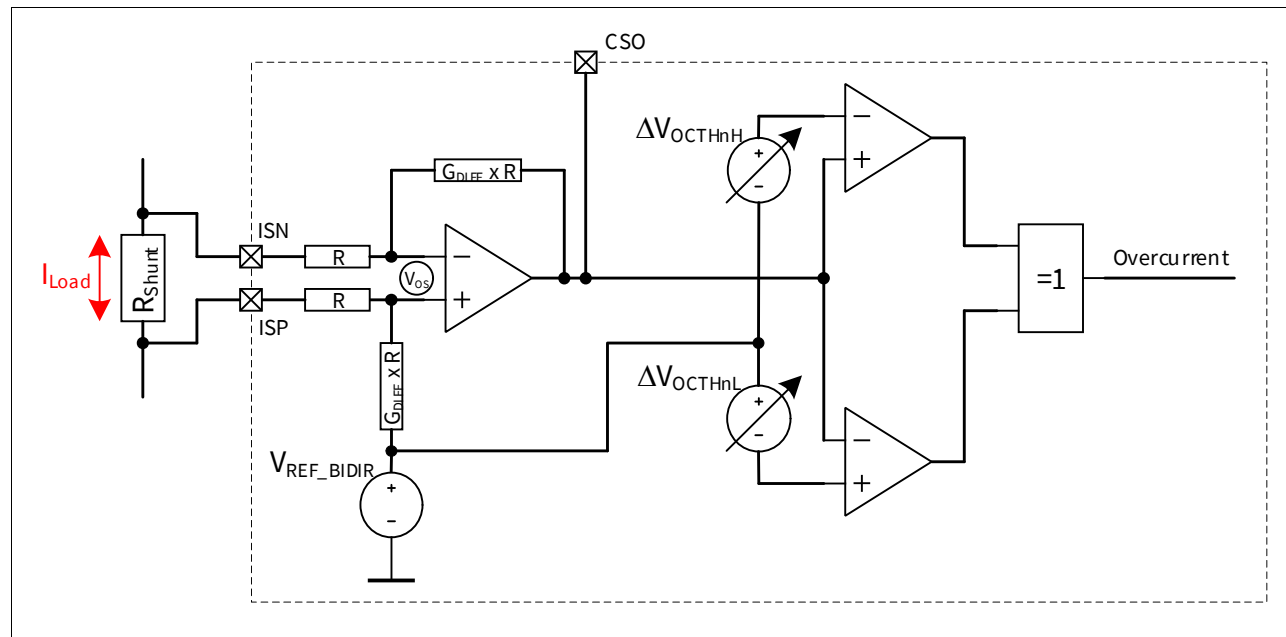 CSO
ΔV_OCTHnH
−
+
+
−
G_DIFF x R
ISN
R
−
V_os
+
I_Load
R_Shunt
R
ISP
G_DIFF x R
=1
Overcurrent
ΔV_OCTHnL
+
−
−
+
V_REF_BIDIR
+
−